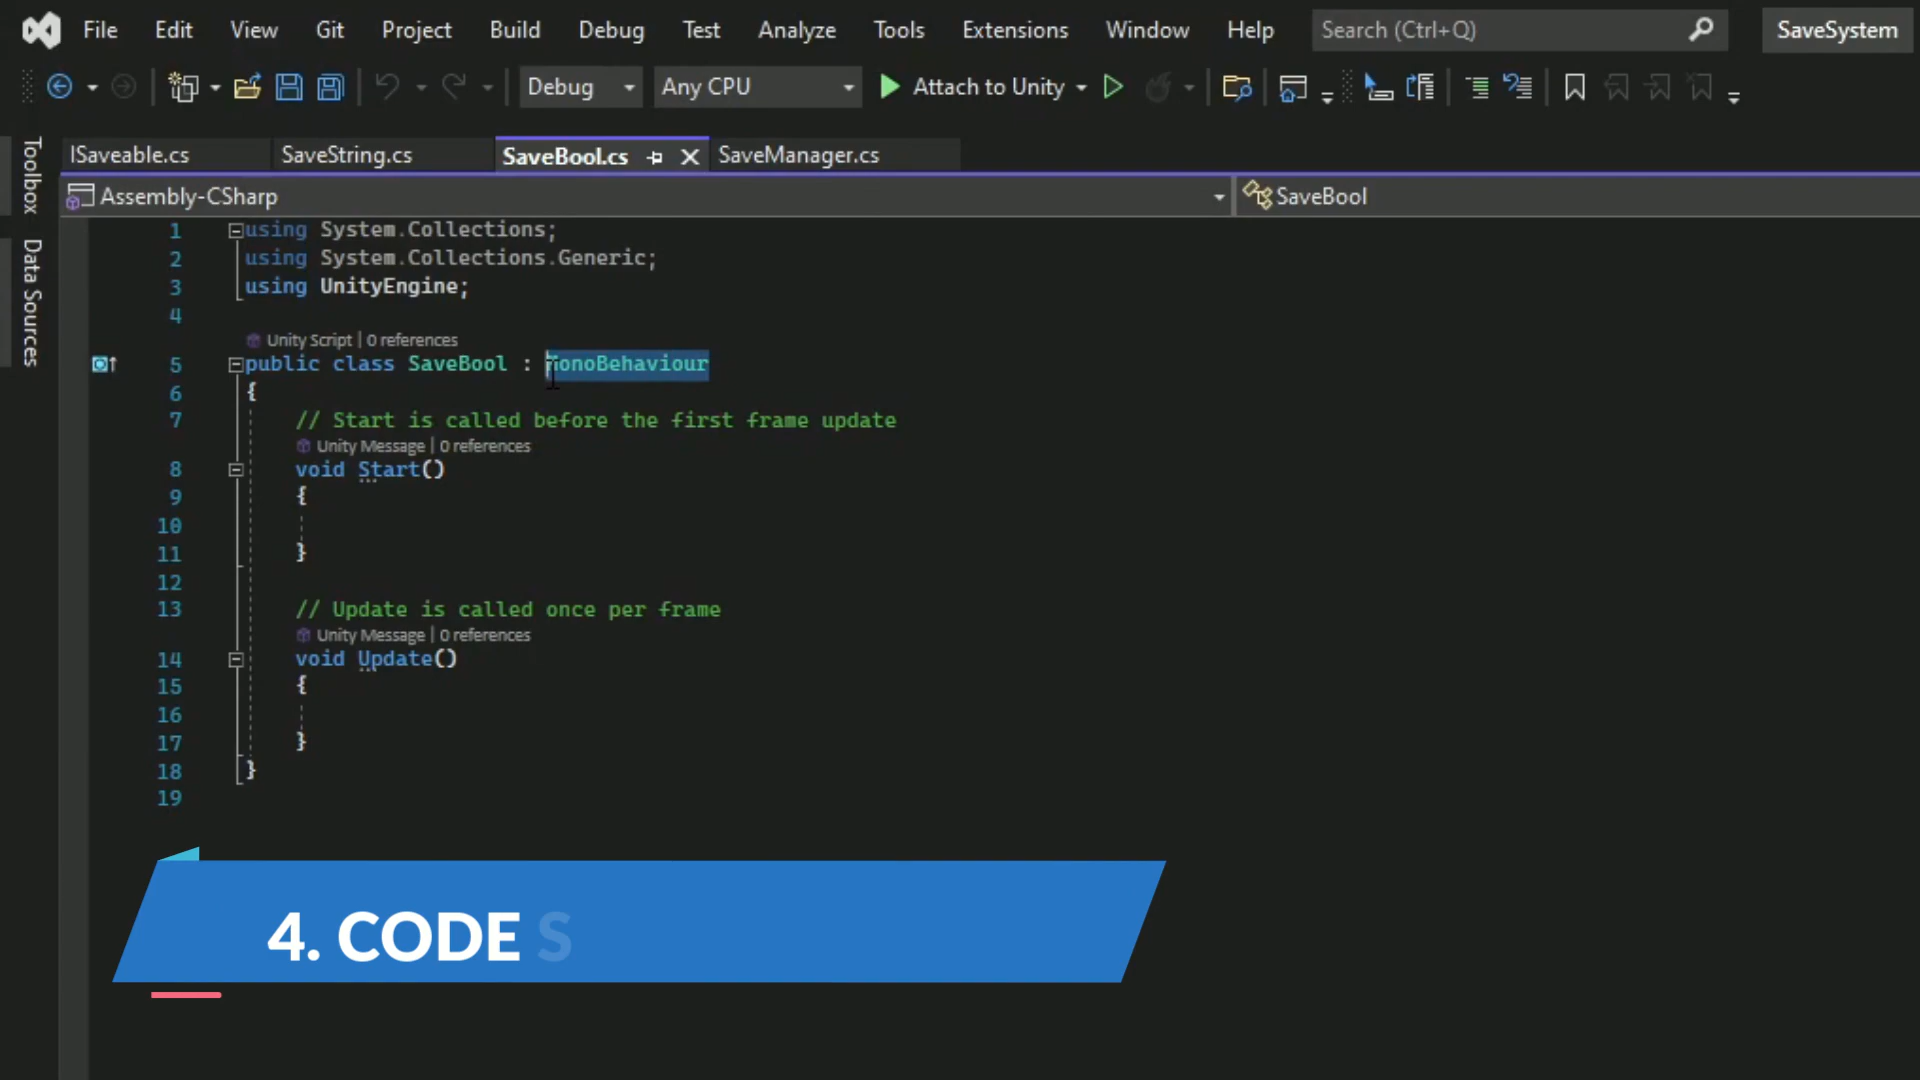 File Edit View Git Project Build Debug Test Analyze Tools Extensions Window Help Search (Ctrl+Q) SaveSystem
Debug Any CPU Attach to Unity
Toolbox
Data Sources
ISaveable.cs SaveString.cs SaveBool.cs SaveManager.cs
Assembly-CSharp SaveBool
1 using System.Collections;
2 using System.Collections.Generic;
3 using UnityEngine;
4
Unity Script | 0 references
5 public class SaveBool : MonoBehaviour
6 {
7 // Start is called before the first frame update
Unity Message | 0 references
8 void Start()
9 {
10
11 }
12
13 // Update is called once per frame
Unity Message | 0 references
14 void Update()
15 {
16
17 }
18 }
19
4. CODE S